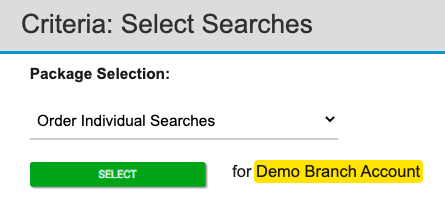 Criteria: Select Searches
Package Selection:
Order Individual Searches
SELECT for Demo Branch Account